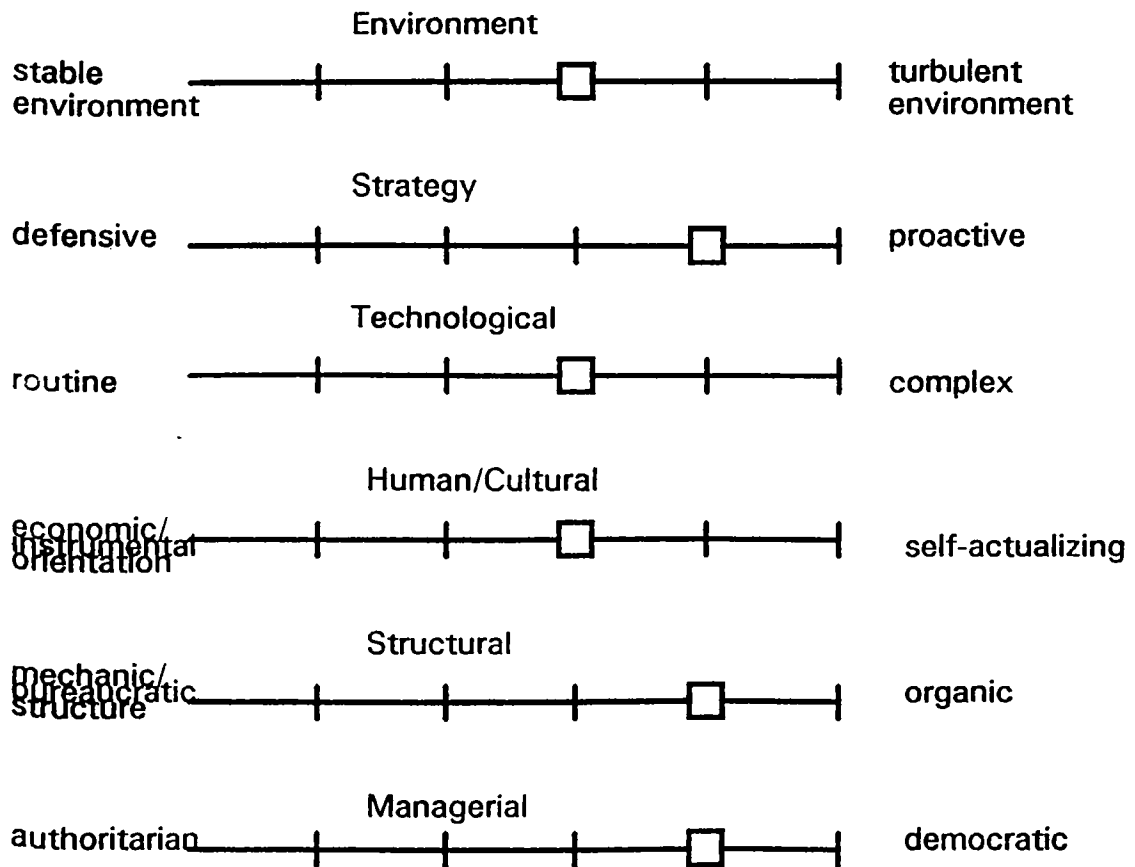 Environment
stable
environment
turbulent
environment
Strategy
defensive
proactive
Technological
routine
complex
Human/Cultural
economic/
instrumental
orientation
self-actualizing
Structural
mechanic/
bureaucratic
structure
organic
Managerial
authoritarian
democratic